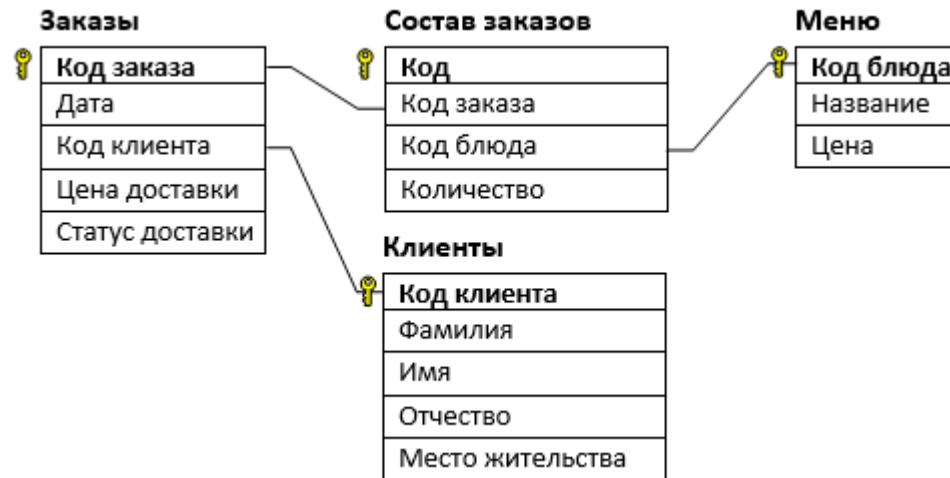 Заказы
Код заказа
Дата
Код клиента
Цена доставки
Статус доставки
Состав заказов
Код
Код заказа
Код блюда
Количество
Меню
Код блюда
Название
Цена
Клиенты
Код клиента
Фамилия
Имя
Отчество
Место жительства